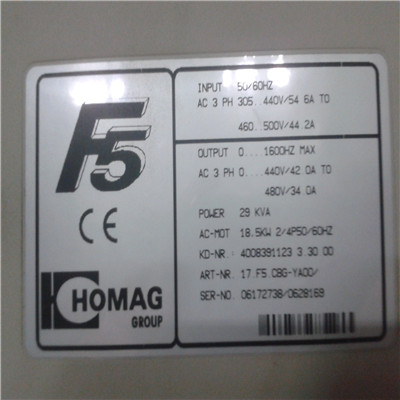 F5
CE
HOMAG
GROUP
INPUT 50/60HZ
AC 3 PH 305. 440V/54 6A TO
460. 500V/44.2A
OUTPUT 0... 1600HZ MAX
AC 3 PH 0... 440V/42 0A TO
480V/34 0A
POWER 29 KVA
AC-MOT 18.5KW 2/4P50/60HZ
KD-NR.: 4008391123 3 30 00
ART-NR. 17 F5 C8G-YA00/
SER-NO. 06172738/0628169